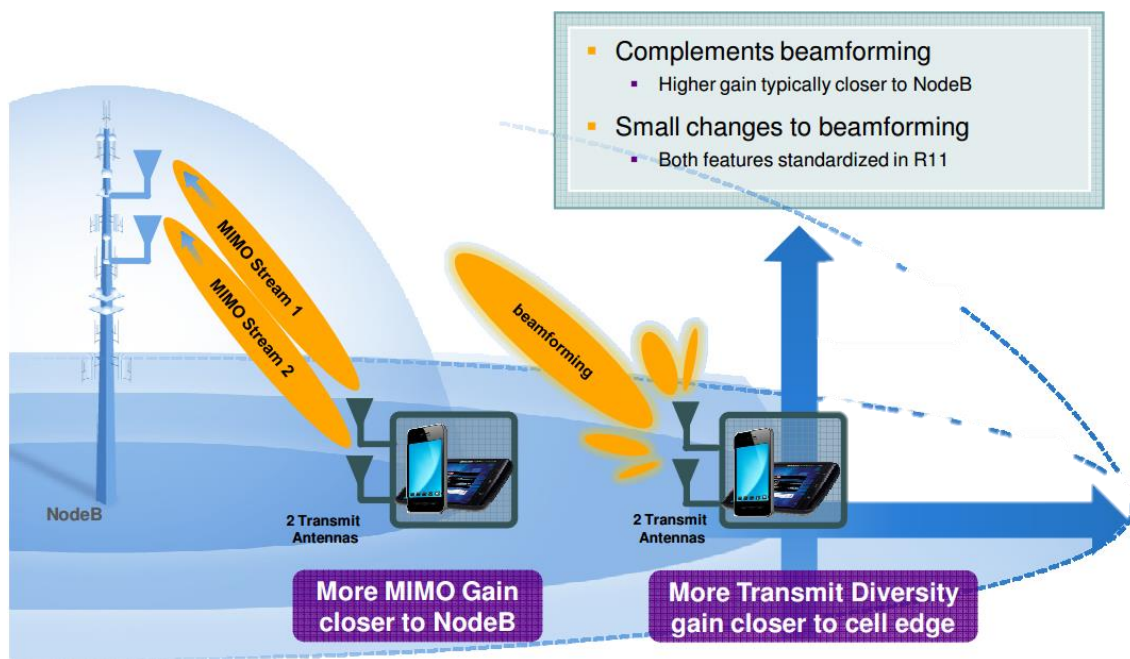 Complements beamforming
Higher gain typically closer to NodeB
Small changes to beamforming
Both features standardized in R11
MIMO Stream 1
MIMO Stream 2
beamforming
NodeB
2 Transmit
Antennas
2 Transmit
Antennas
More MIMO Gain
closer to NodeB
More Transmit Diversity
gain closer to cell edge